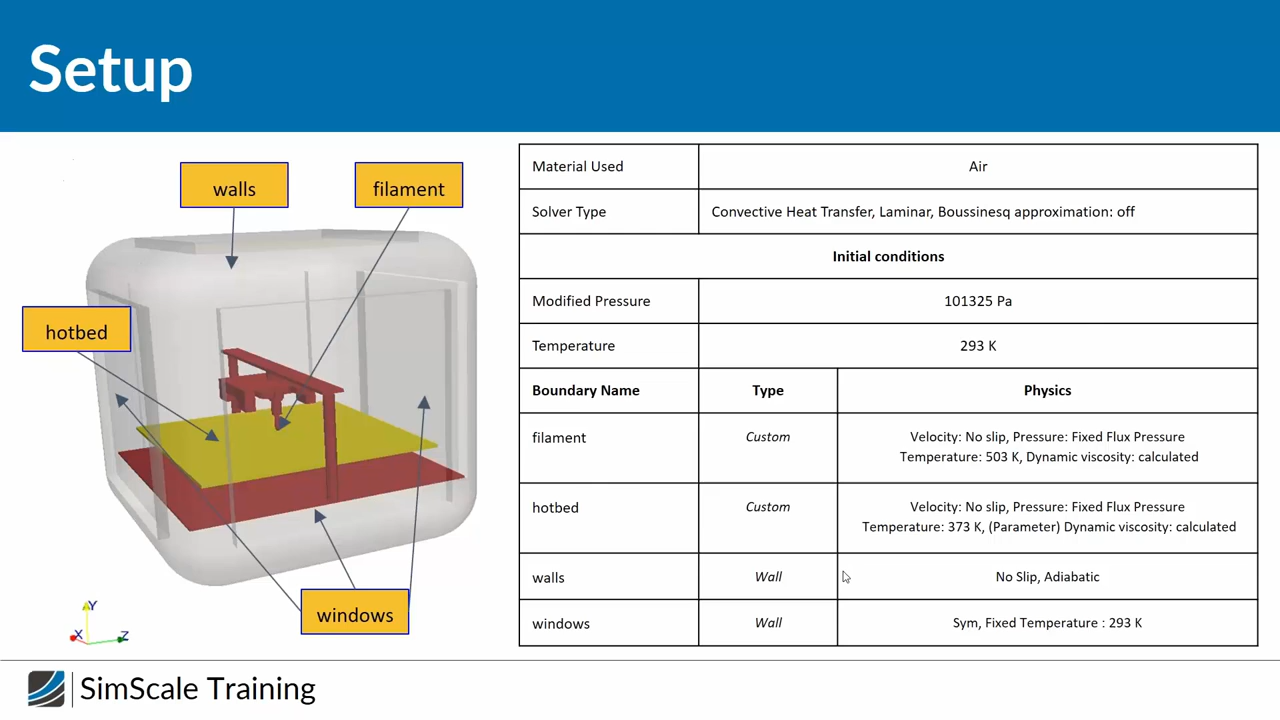 Setup
walls
filament
hotbed
windows
Y
X
Z
Material Used
Air
Solver Type
Convective Heat Transfer, Laminar, Boussinesq approximation: off
Initial conditions
Modified Pressure
101325 Pa
Temperature
293 K
Boundary Name
Type
Physics
filament
Custom
Velocity: No slip, Pressure: Fixed Flux Pressure
Temperature: 503 K, Dynamic viscosity: calculated
hotbed
Custom
Velocity: No slip, Pressure: Fixed Flux Pressure
Temperature: 373 K, (Parameter) Dynamic viscosity: calculated
walls
Wall
No Slip, Adiabatic
windows
Wall
Sym, Fixed Temperature : 293 K
SimScale Training